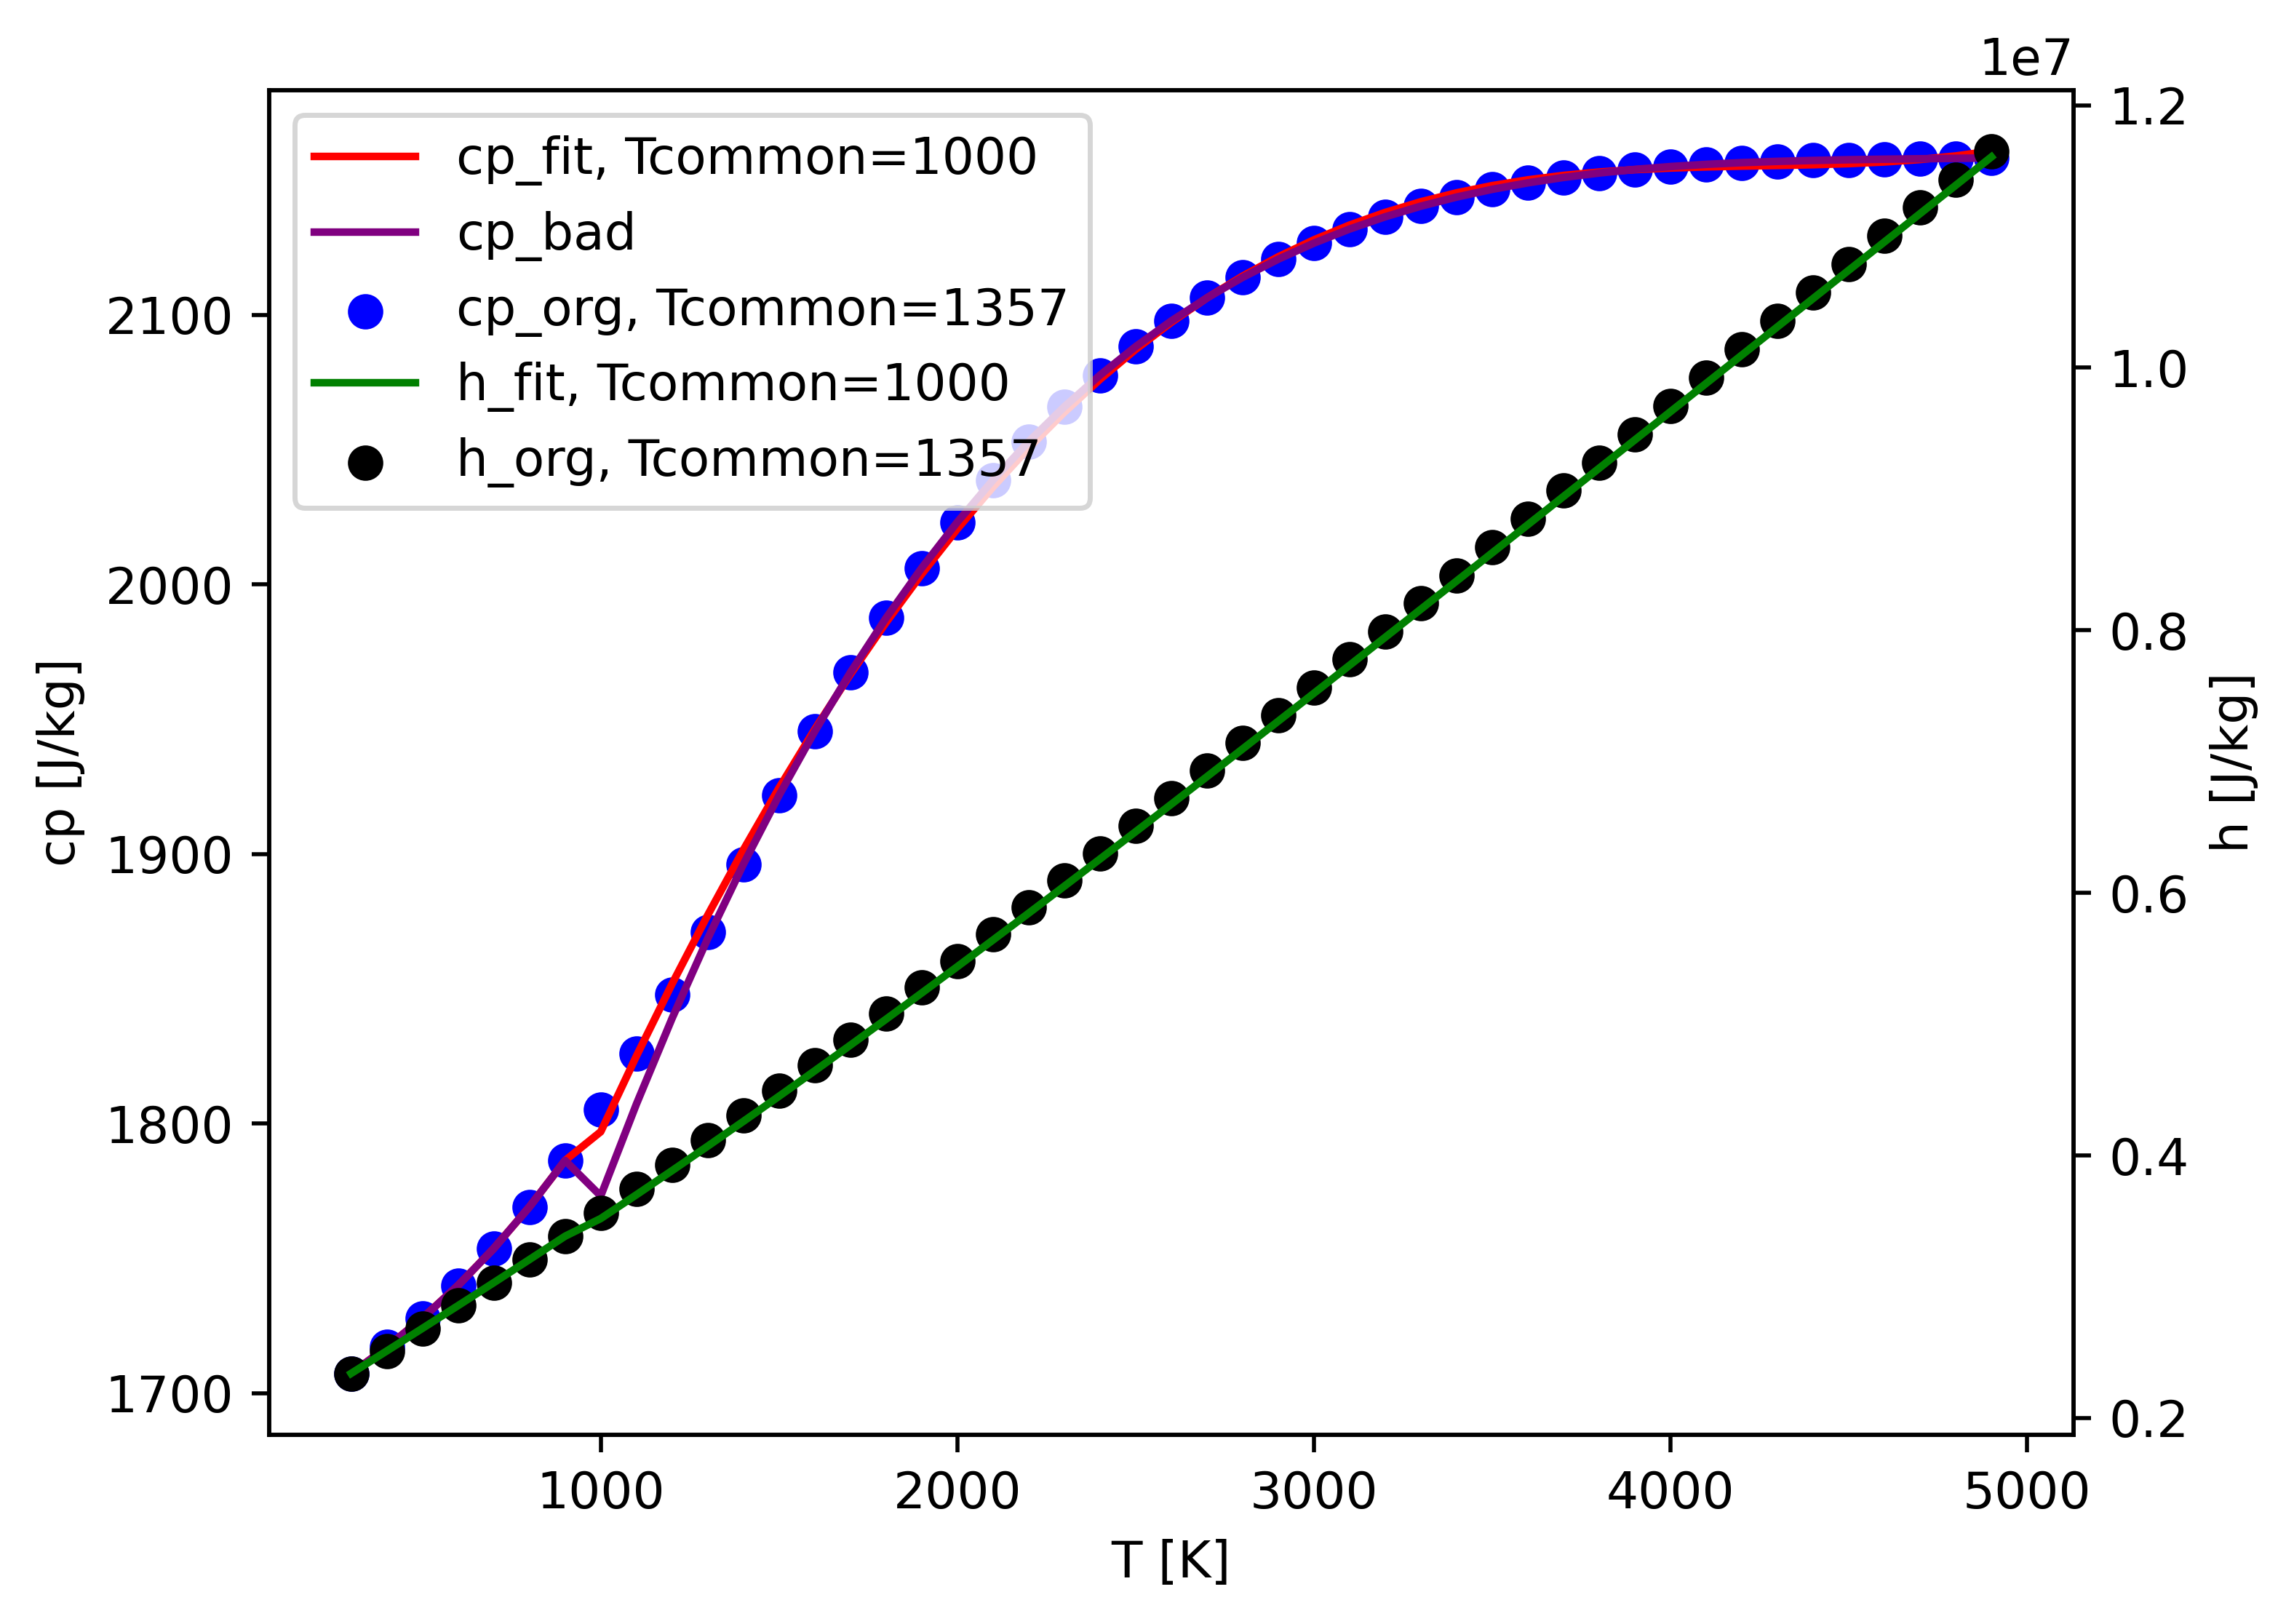 1e7
cp_fit, Tcommon=1000
cp_bad
cp_org, Tcommon=1357
h_fit, Tcommon=1000
h_org, Tcommon=1357
2100
2000
1900
1800
1700
cp [J/kg]
1.2
1.0
0.8
0.6
0.4
0.2
h [J/kg]
1000 2000 3000 4000 5000
T [K]